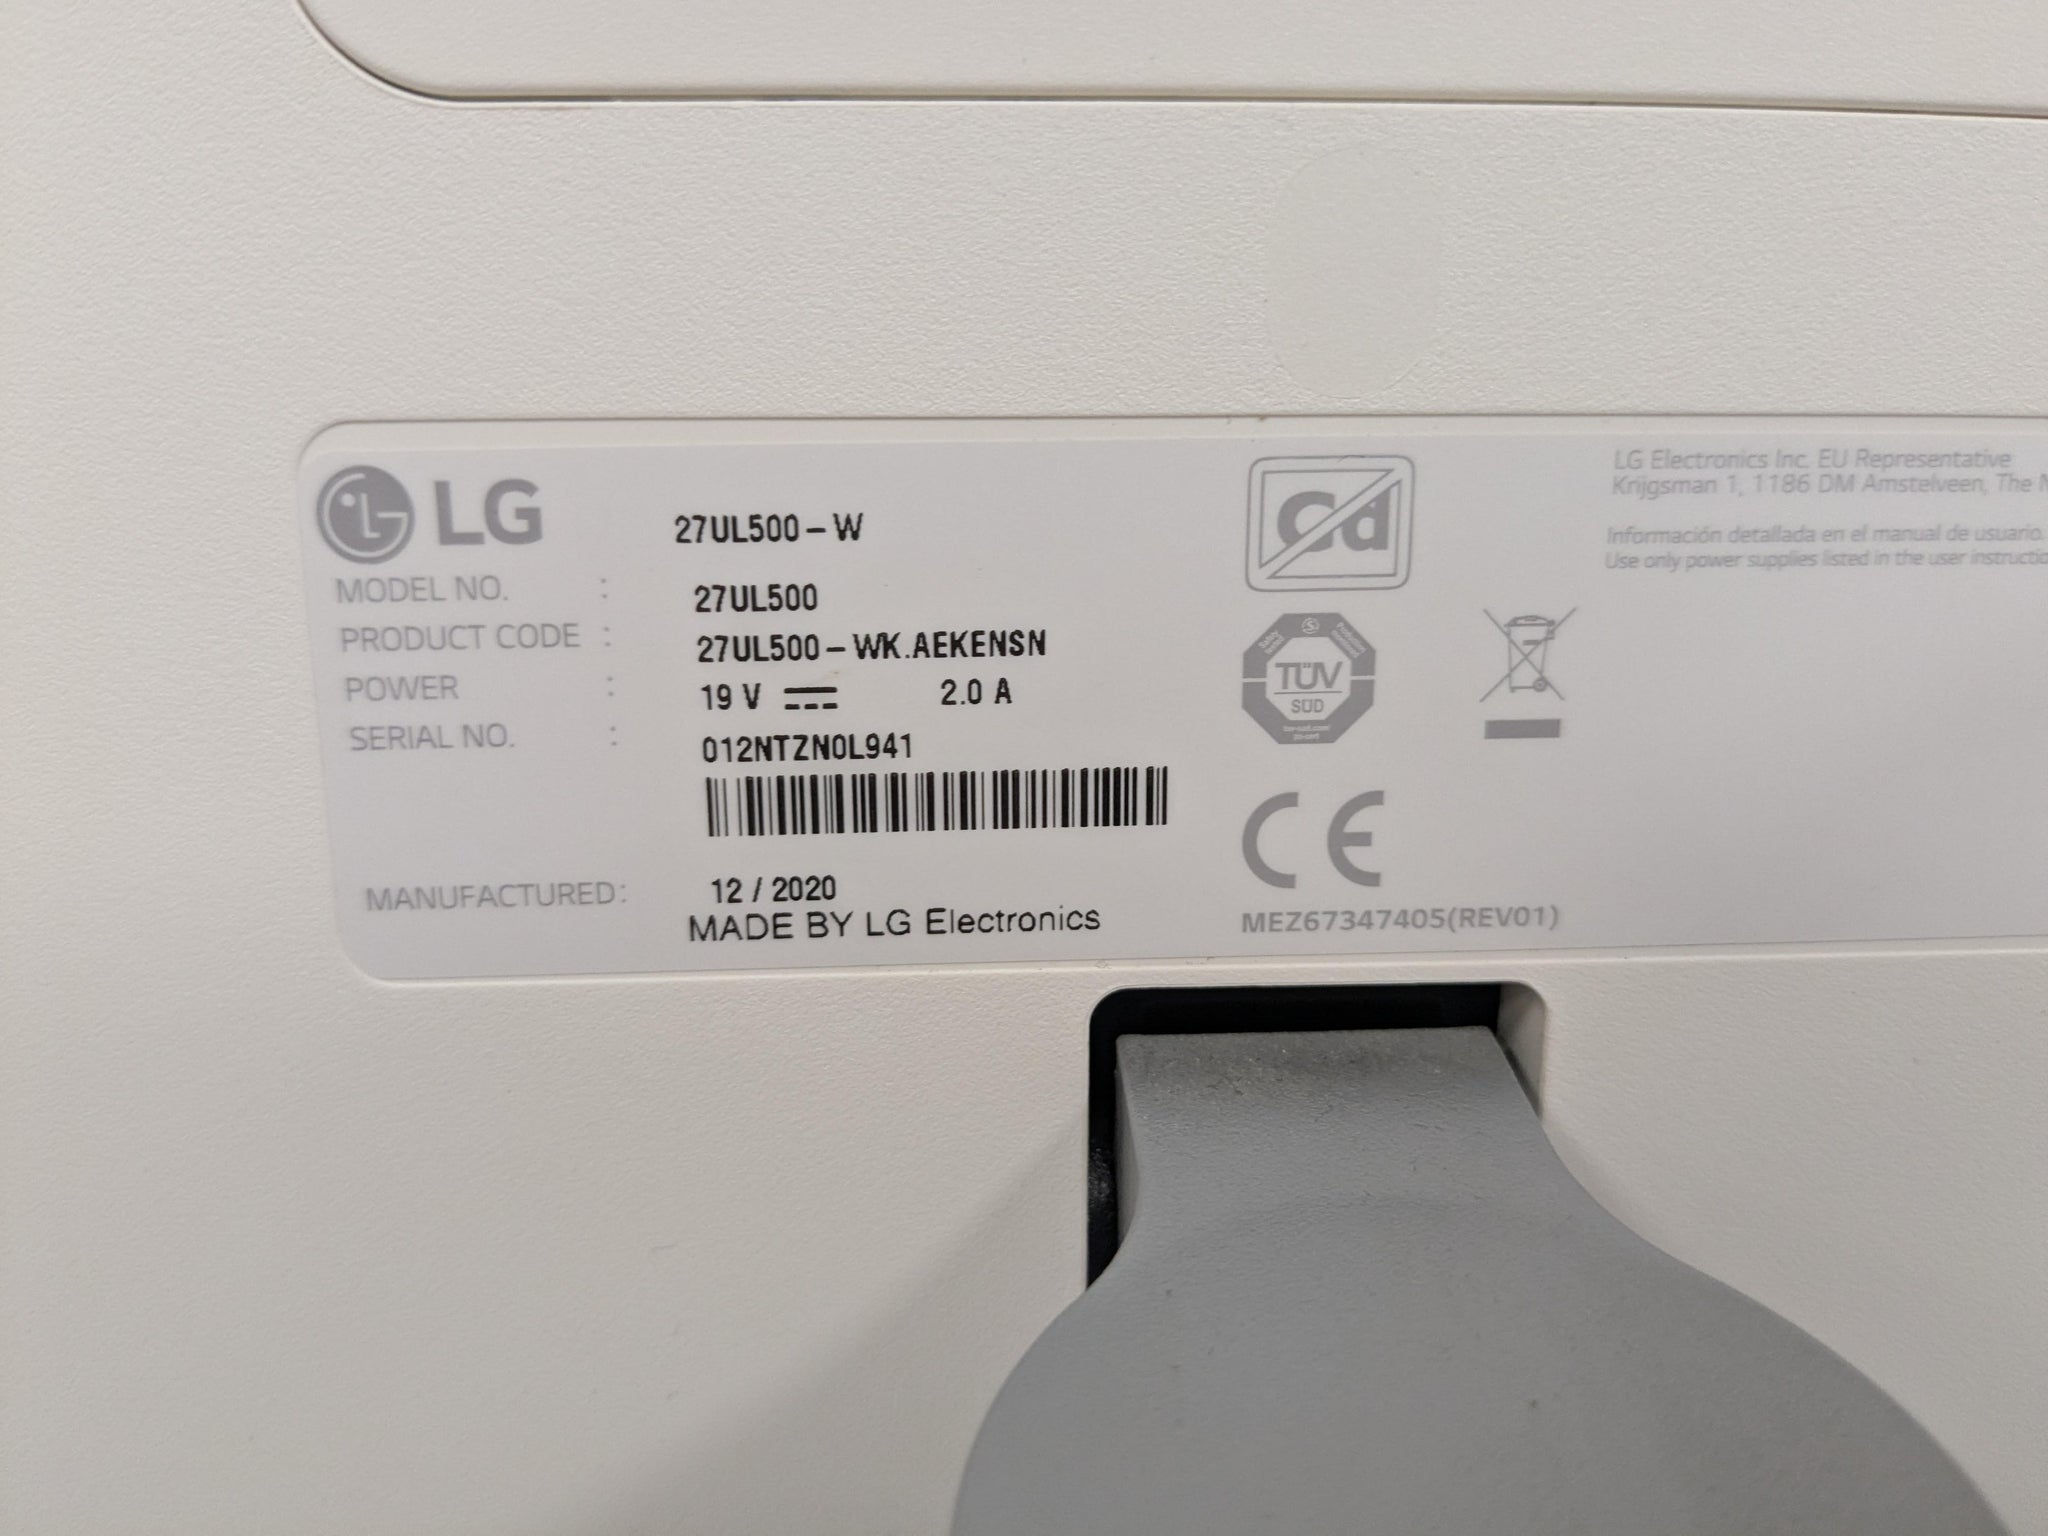 LG
27UL500-W
MODEL NO. : 27UL500
PRODUCT CODE : 27UL500-WK.AEKENSN
POWER : 19 V 2.0 A
SERIAL NO. : 012NTZN0L941
MANUFACTURED: 12 / 2020
MADE BY LG Electronics
Cd
TÜV
SÜD
CE
MEZ67347405(REV01)
LG Electronics Inc. EU Representative
Krijgsman 1, 1186 DM Amstelveen, The
Información detallada en el manual de usuario.
Use only power supplies listed in the user